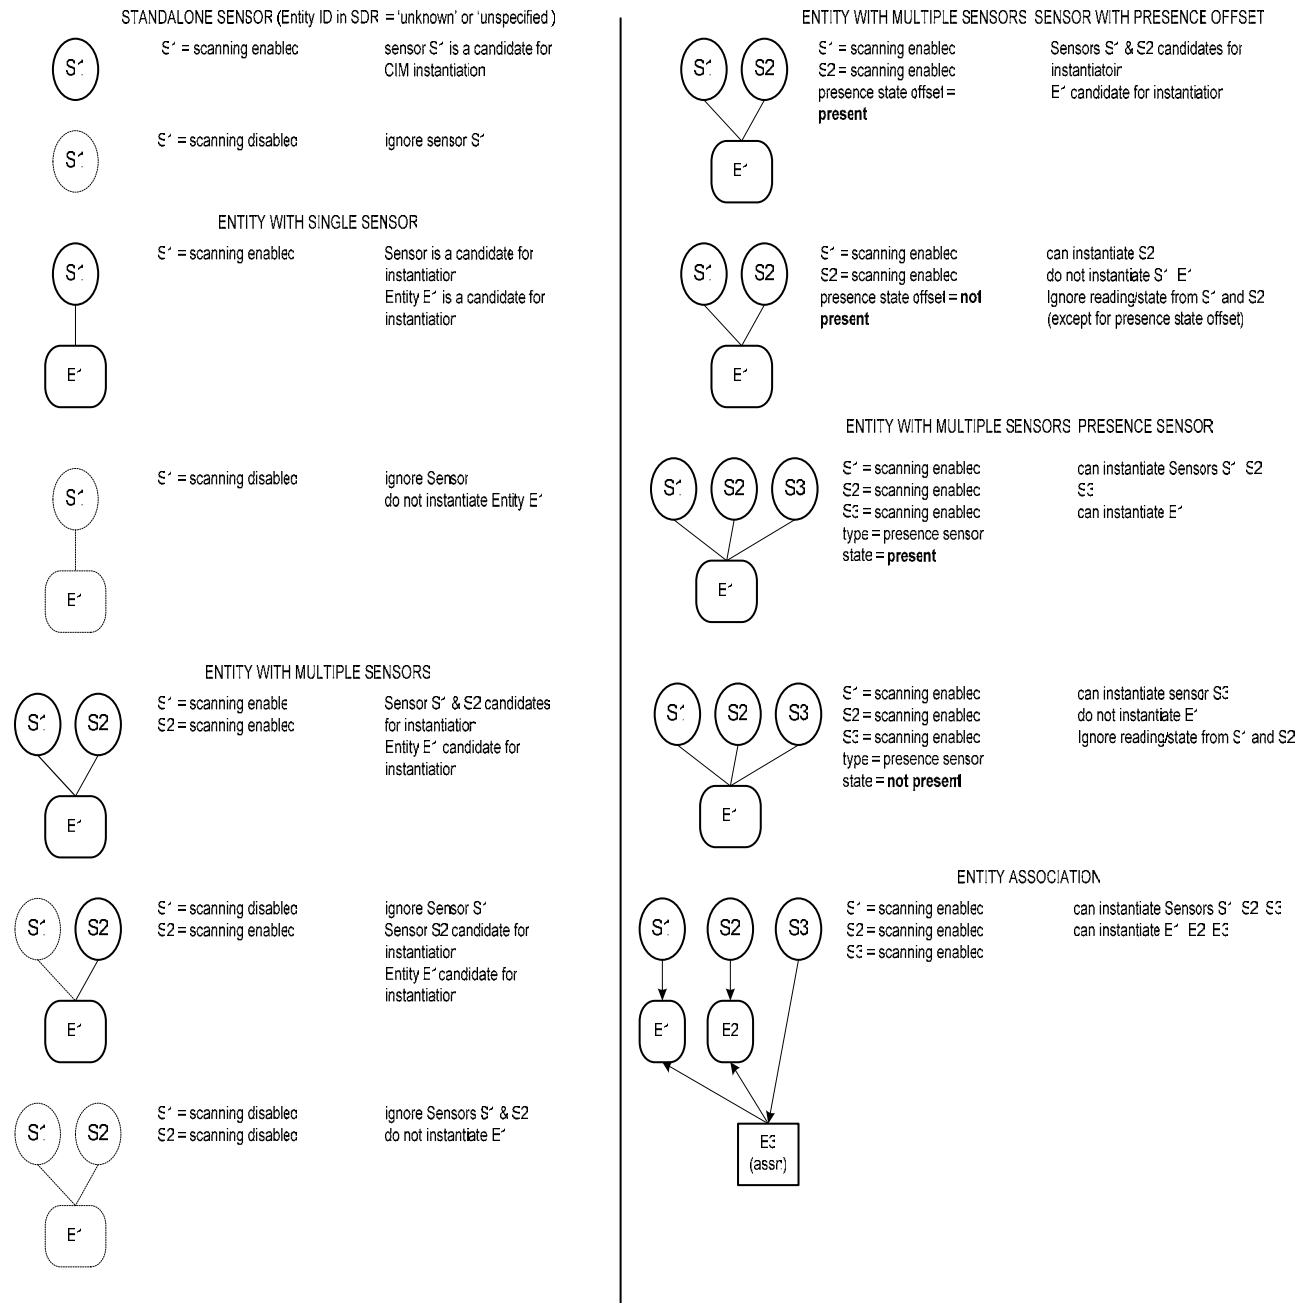 STANDALONE SENSOR (Entity ID in SDR = 'unknown' or 'unspecified )
S1
S1 = scanning enabled
sensor S1 is a candidate for
CIM instantiation
S1
S1 = scanning disabled
ignore sensor S1
ENTITY WITH SINGLE SENSOR
S1
S1 = scanning enabled
Sensor is a candidate for
instantiation
Entity E1 is a candidate for
instantiation
E1
S1
S1 = scanning disabled
ignore Sensor
do not instantiate Entity E1
E1
ENTITY WITH MULTIPLE SENSORS
S1 S2
S1 = scanning enable
S2 = scanning enabled
Sensor S1 & S2 candidates
for instantiation
Entity E1 candidate for
instantiation
E1
S1 S2
S1 = scanning disabled
S2 = scanning enabled
ignore Sensor S1
Sensor S2 candidate for
instantiation
Entity E1 candidate for
instantiation
E1
S1 S2
S1 = scanning disabled
S2 = scanning disabled
ignore Sensors S1 & S2
do not instantiate E1
E1
ENTITY WITH MULTIPLE SENSORS SENSOR WITH PRESENCE OFFSET
S1 S2
S1 = scanning enabled
S2 = scanning enabled
presence state offset =
present
Sensors S1 & S2 candidates for
instantiatoin
E1 candidate for instantiation
E1
S1 S2
S1 = scanning enabled
S2 = scanning enabled
presence state offset = not
present
can instantiate S2
do not instantiate S1 E1
Ignore reading/state from S1 and S2
(except for presence state offset)
E1
ENTITY WITH MULTIPLE SENSORS PRESENCE SENSOR
S1 S2 S3
S1 = scanning enabled
S2 = scanning enabled
S3 = scanning enabled
type = presence sensor
state = present
can instantiate Sensors S1 S2
S3
can instantiate E1
E1
S1 S2 S3
S1 = scanning enabled
S2 = scanning enabled
S3 = scanning enabled
type = presence sensor
state = not present
can instantiate sensor S3
do not instantiate E1
Ignore reading/state from S1 and S2
E1
ENTITY ASSOCIATION
S1 S2 S3
S1 = scanning enabled
S2 = scanning enabled
S3 = scanning enabled
can instantiate Sensors S1 S2 S3
can instantiate E1 E2 E3
E1 E2
E3
(assn)